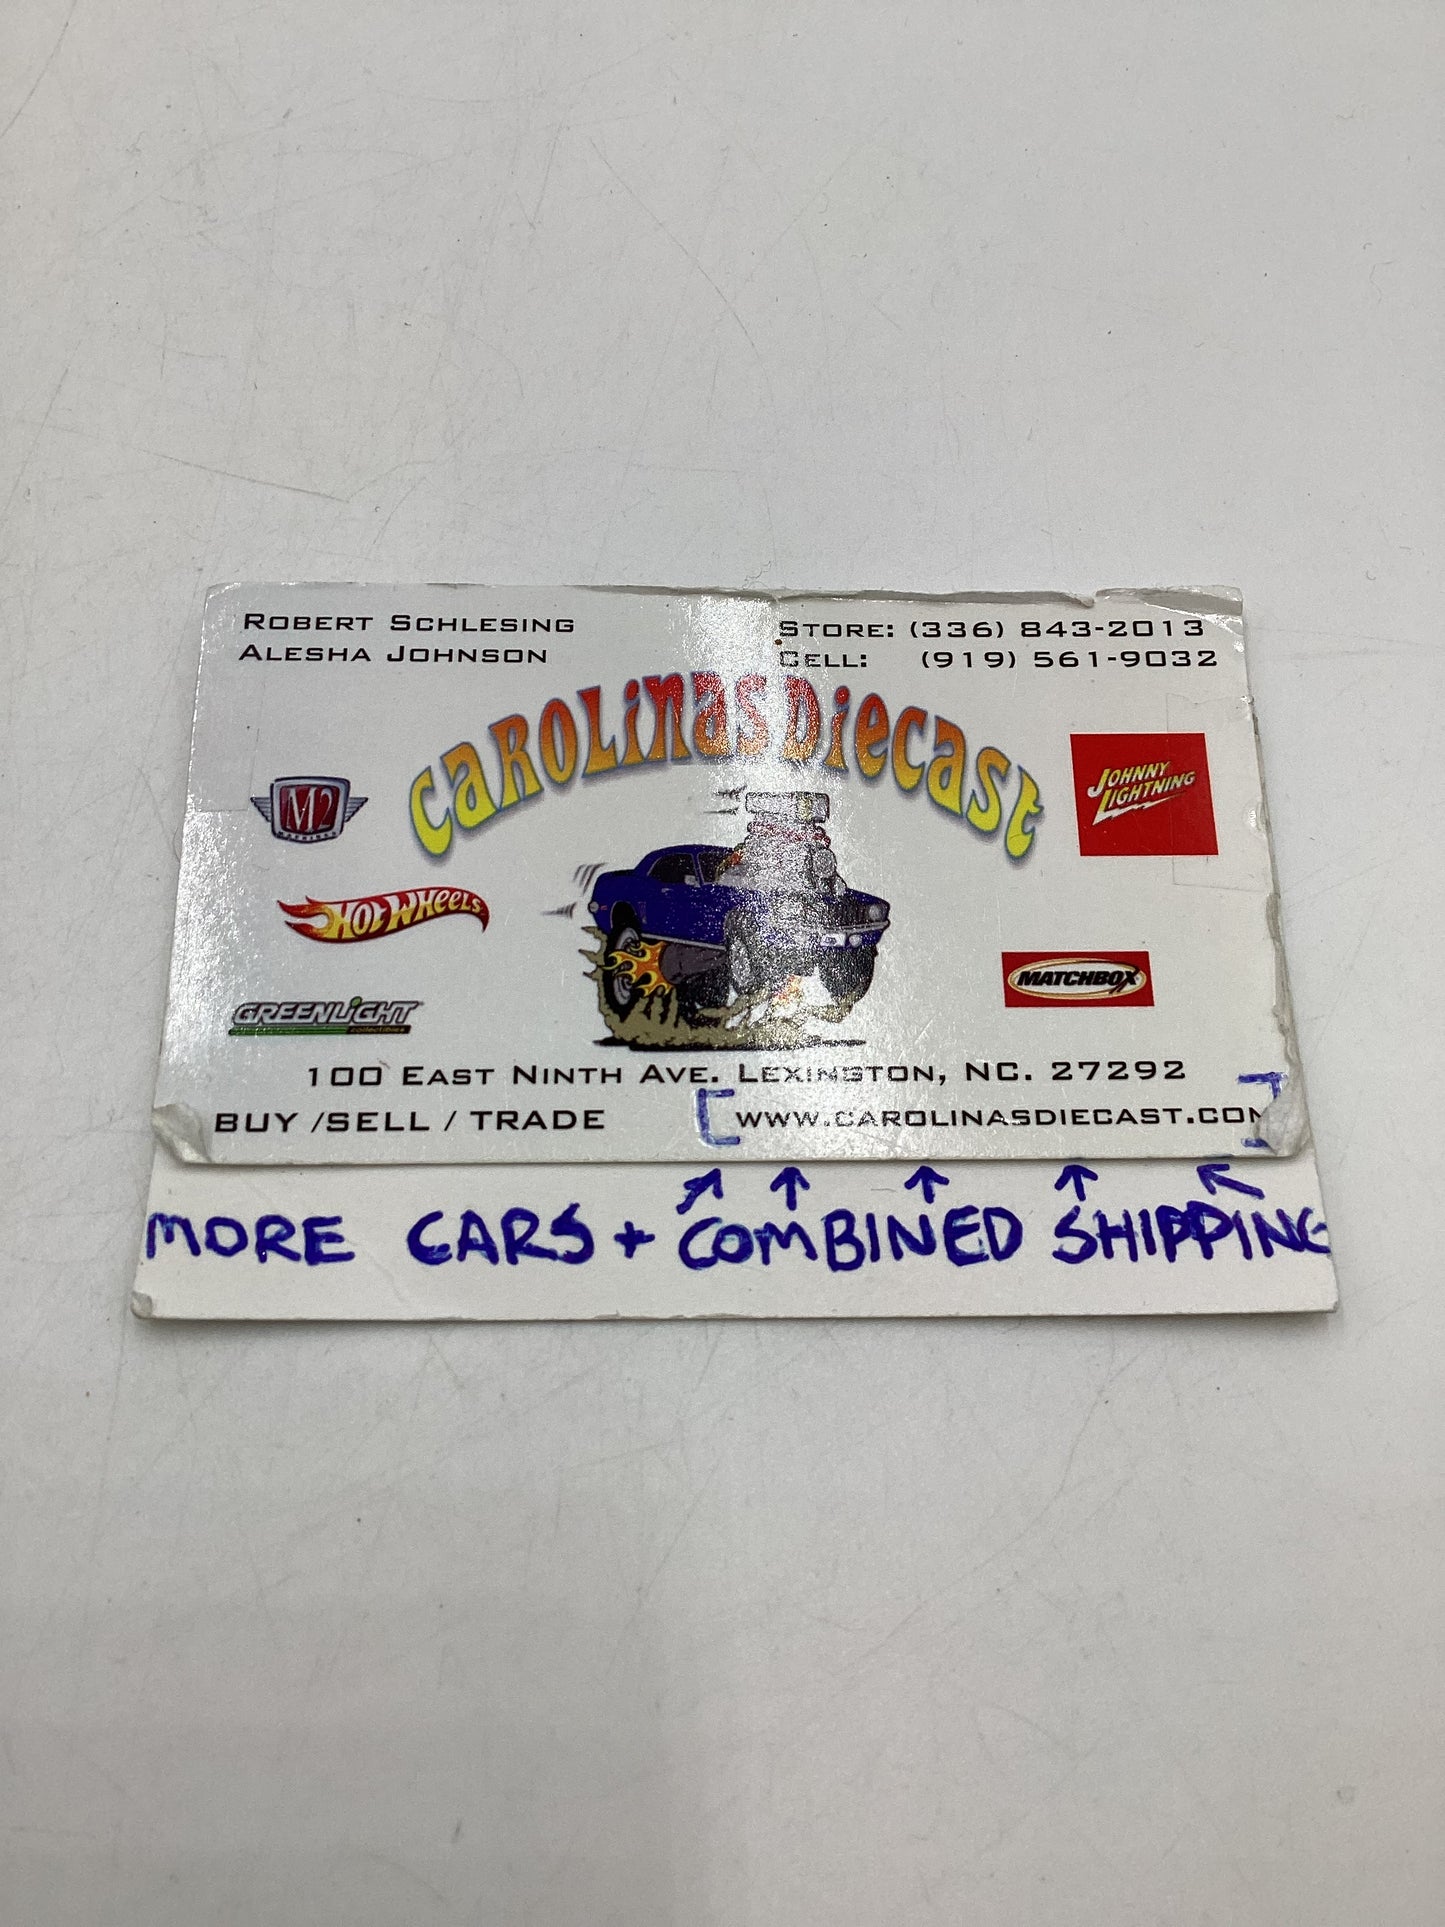 ROBERT SCHLESING
ALESHA JOHNSON
STORE: (336) 843-2013
CELL: (919) 561-9032
CAROLINAS DIECAST
M2
MACHINES
JOHNNY
LIGHTNING
HOT WHEELS
MATCHBOX
GREENLIGHT
collectibles
100 EAST NINTH AVE. LEXINGTON, NC. 27292
BUY /SELL / TRADE
[WWW.CAROLINASDIECAST.COM]
MORE CARS + COMBINED SHIPPING